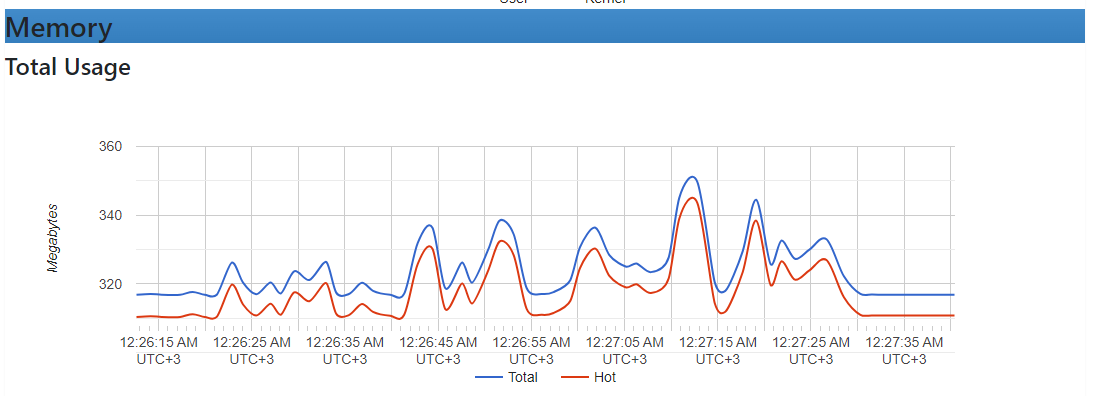 User Kernel
Memory
Total Usage
360
340
320
Megabytes
12:26:15 AM 12:26:25 AM 12:26:35 AM 12:26:45 AM 12:26:55 AM 12:27:05 AM 12:27:15 AM 12:27:25 AM 12:27:35 AM
UTC+3 UTC+3 UTC+3 UTC+3 UTC+3 UTC+3 UTC+3 UTC+3 UTC+3
Total Hot